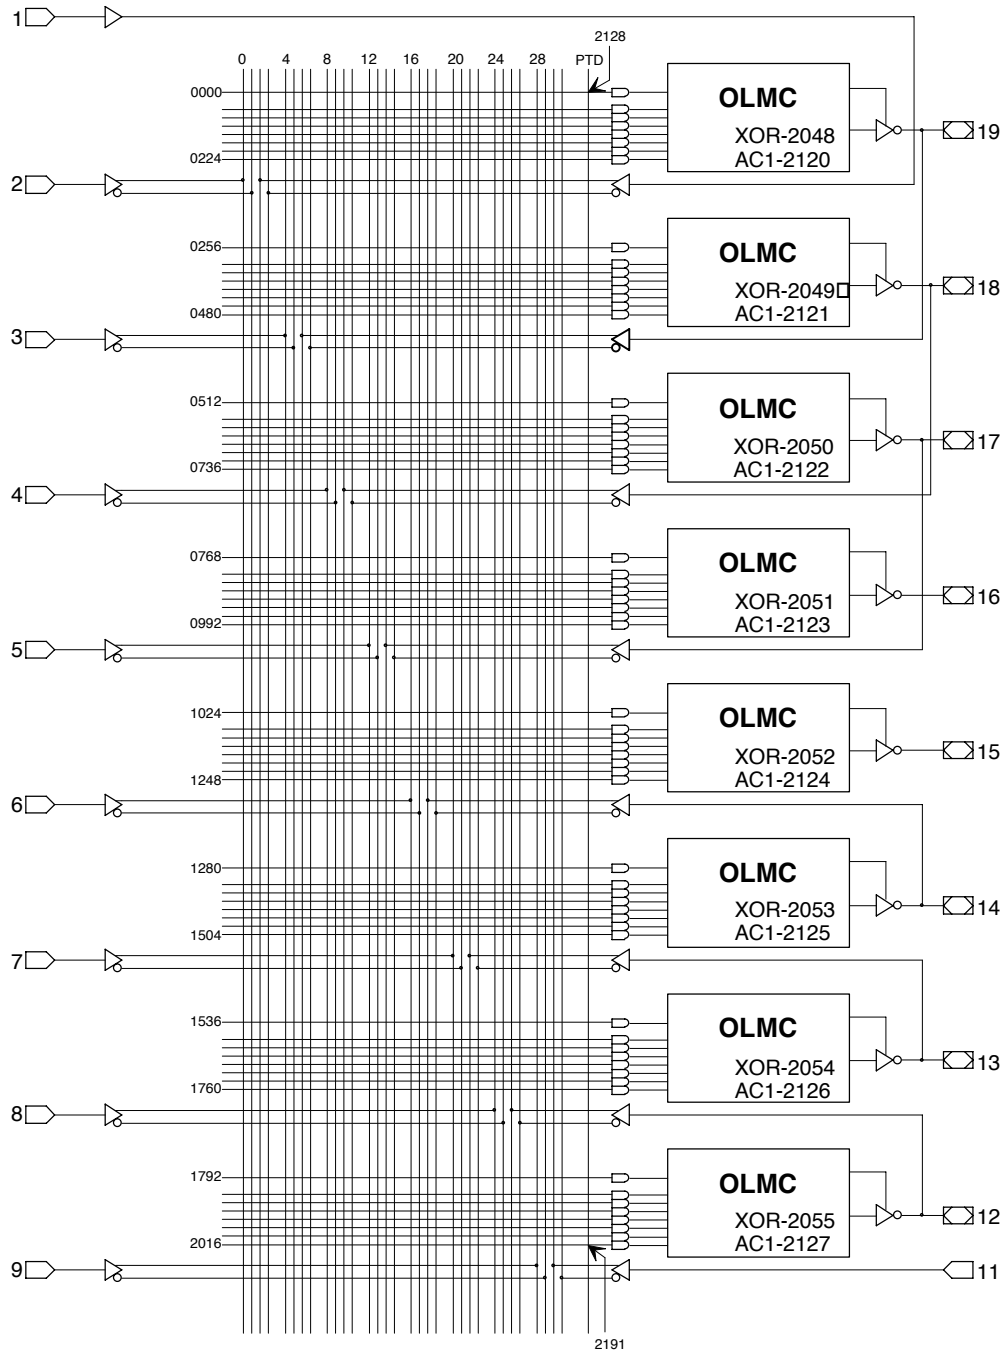 1
2128
0 4 8 12 16 20 24 28 PTD
0000
OLMC
XOR-2048
AC1-2120
19
0224
2
0256
OLMC
XOR-2049
AC1-2121
18
0480
3
0512
OLMC
XOR-2050
AC1-2122
17
0736
4
0768
OLMC
XOR-2051
AC1-2123
16
0992
5
1024
OLMC
XOR-2052
AC1-2124
15
1248
6
1280
OLMC
XOR-2053
AC1-2125
14
1504
7
1536
OLMC
XOR-2054
AC1-2126
13
1760
8
1792
OLMC
XOR-2055
AC1-2127
12
2016
9
11
2191